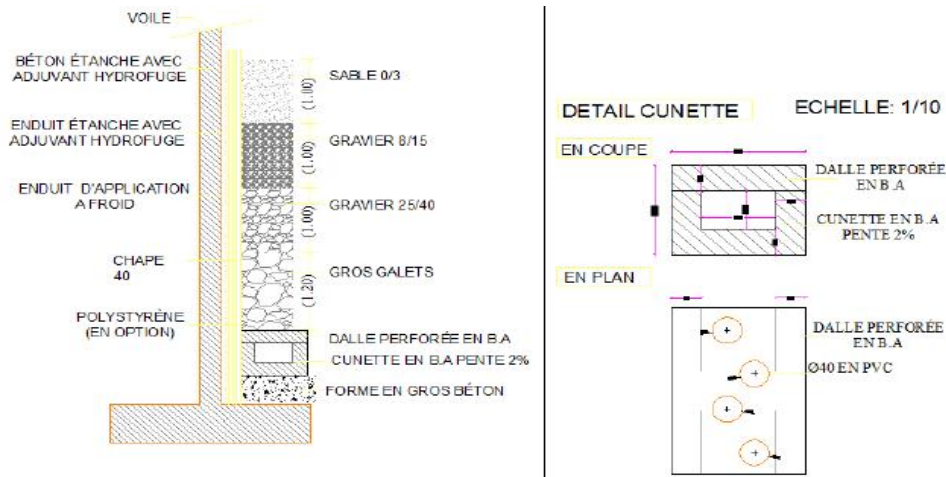 VOILE
BÉTON ÉTANCHE AVEC
ADJUVANT HYDROFUGE
ENDUIT ÉTANCHE AVEC
ADJUVANT HYDROFUGE
ENDUIT D'APPLICATION
A FROID
CHAPE
40
POLYSTYRÈNE
(EN OPTION)
SABLE 0/3
(1.00)
GRAVIER 8/15
(1.00)
GRAVIER 25/40
(1.00)
GROS GALETS
(1.20)
DALLE PERFORÉE EN B.A
CUNETTE EN B.A PENTE 2%
FORME EN GROS BÉTON
DETAIL CUNETTE
ECHELLE: 1/10
EN COUPE
DALLE PERFORÉE
EN B.A
CUNETTE EN B.A
PENTE 2%
EN PLAN
DALLE PERFORÉE
EN B.A
Ø40 EN PVC